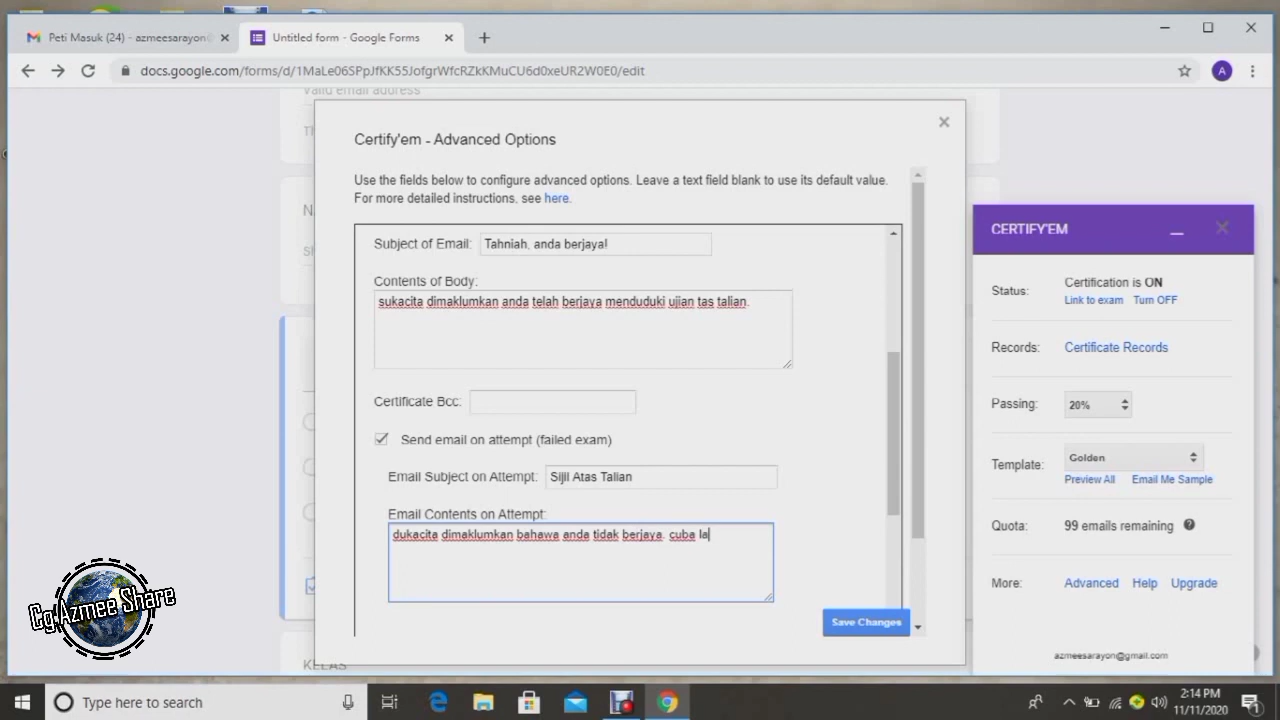 Peti Masuk (24) - azmeesarayon@
Untitled form - Google Forms
docs.google.com/forms/d/1MaLe06SPpJfKK55JofgrWfcRZkKMuCU6d0xeUR2W0E0/edit
A
Valid email address
Certify'em - Advanced Options
Use the fields below to configure advanced options. Leave a text field blank to use its default value.
For more detailed instructions, see here.
Subject of Email: Tahniah, anda berjaya!
Contents of Body:
sukacita dimaklumkan anda telah berjaya menduduki ujian tas talian.
Certificate Bcc:
Send email on attempt (failed exam)
Email Subject on Attempt: Sijil Atas Talian
Email Contents on Attempt:
dukacita dimaklumkan bahawa anda tidak berjaya. cuba la
Save Changes
CERTIFY'EM
Status: Certification is ON
Link to exam Turn OFF
Records: Certificate Records
Passing: 20%
Template: Golden
Preview All Email Me Sample
Quota: 99 emails remaining
More: Advanced Help Upgrade
azmeesarayon@gmail.com
Cg Azmee Share
KELAS
Type here to search
2:14 PM
11/11/2020